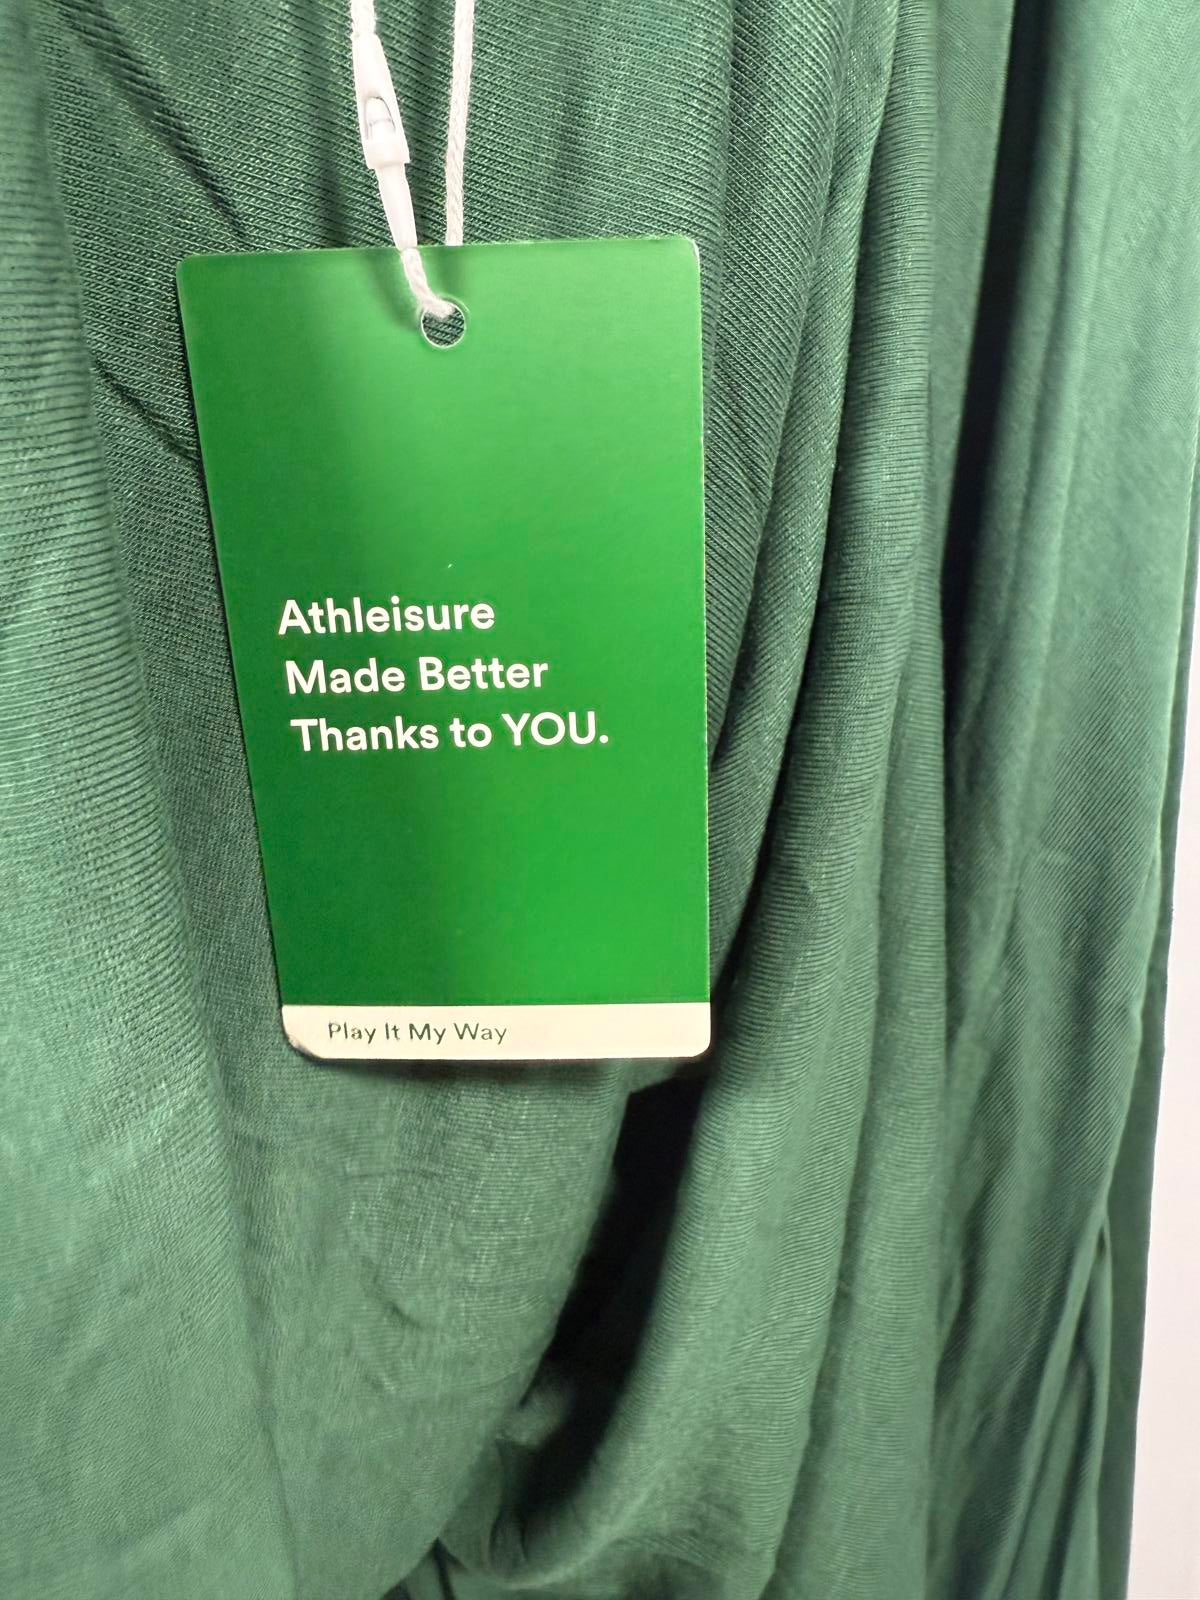 Athleisure
Made Better
Thanks to YOU.
Play It My Way